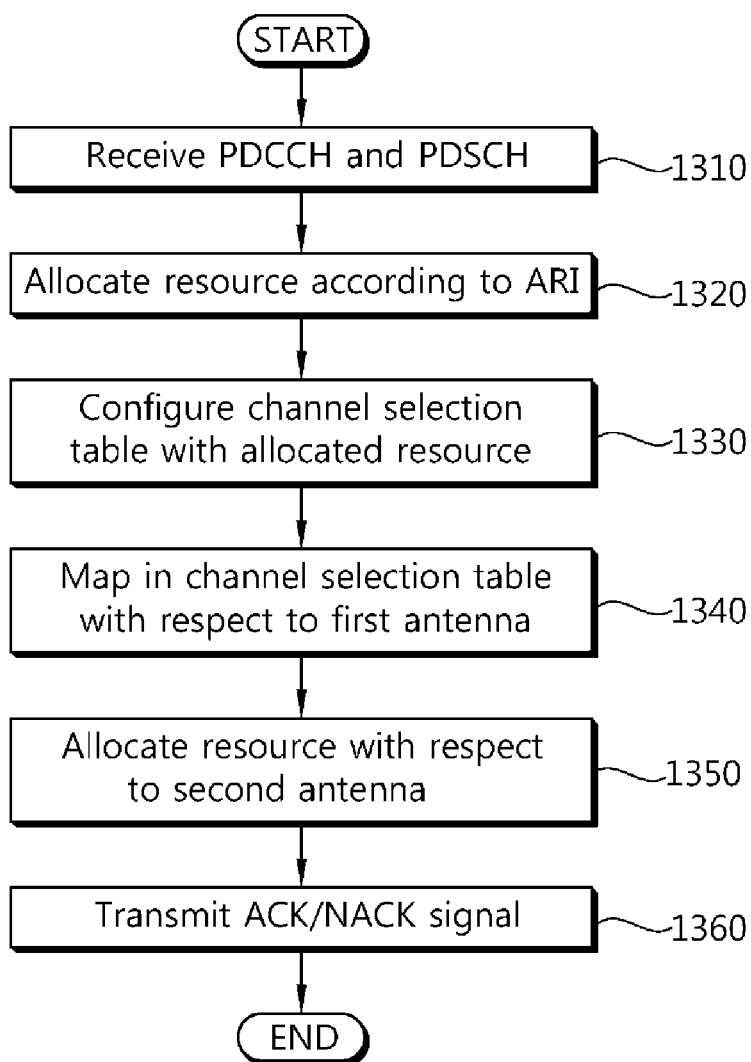 START
Receive PDCCH and PDSCH
1310
Allocate resource according to ARI
1320
Configure channel selection
table with allocated resource
1330
Map in channel selection table
with respect to first antenna
1340
Allocate resource with respect
to second antenna
1350
Transmit ACK/NACK signal
1360
END